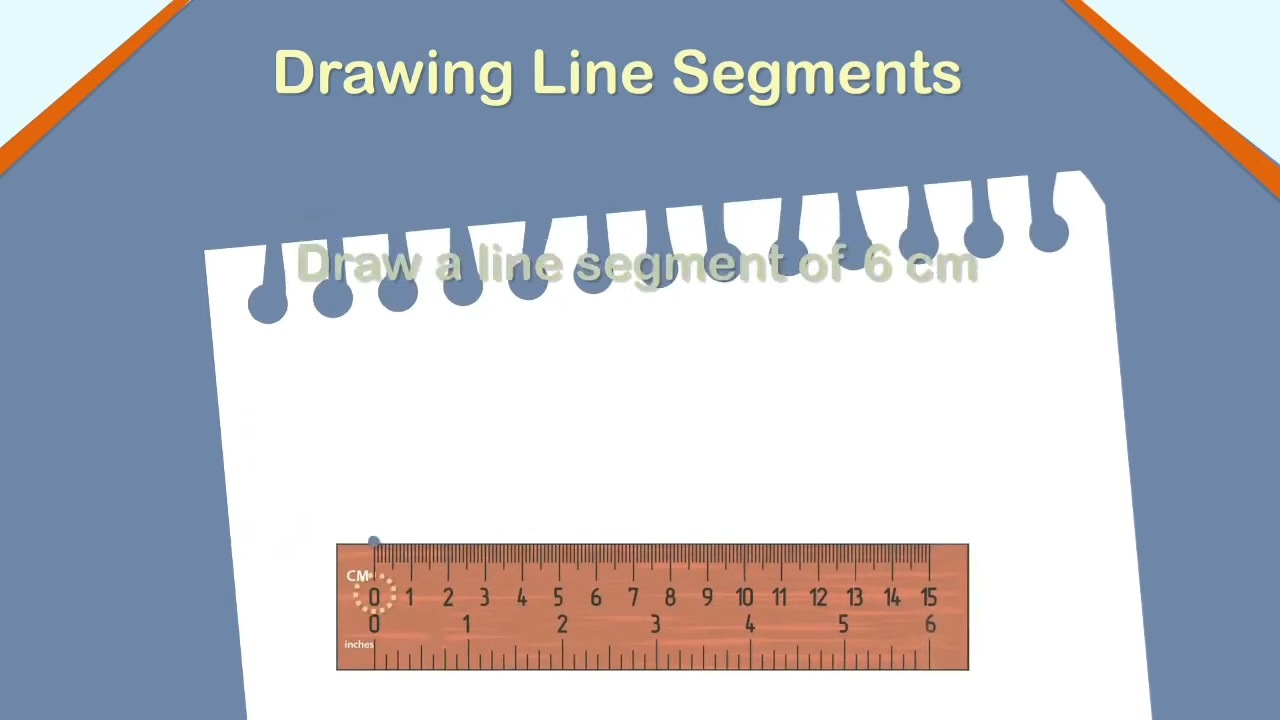 Drawing Line Segments
Draw a line segment of 6 cm
CM
0 1 2 3 4 5 6 7 8 9 10 11 12 13 14 15
0 1 2 3 4 5 6
inches